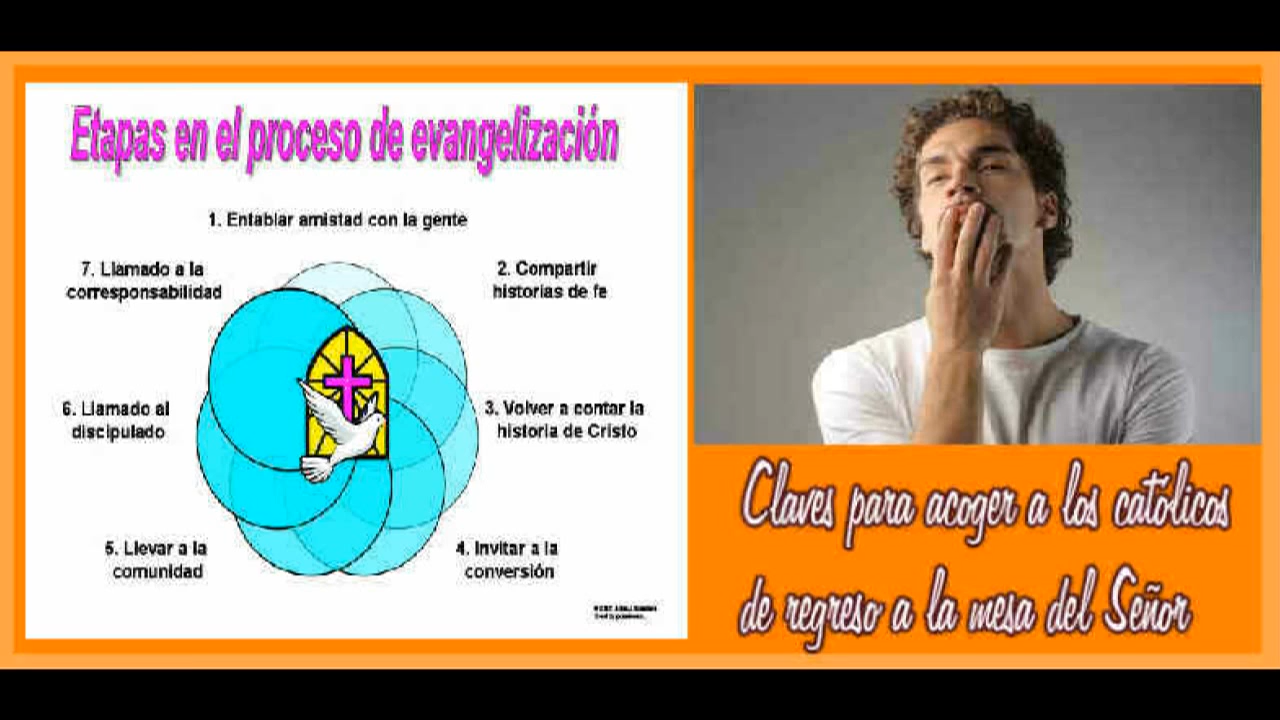 Etapas en el proceso de evangelización
1. Entablar amistad con la gente
2. Compartir
historias de fe
3. Volver a contar la
historia de Cristo
4. Invitar a la
conversión
5. Llevar a la
comunidad
6. Llamado al
discipulado
7. Llamado a la
corresponsabilidad
Claves para acoger a los católicos
de regreso a la mesa del Señor